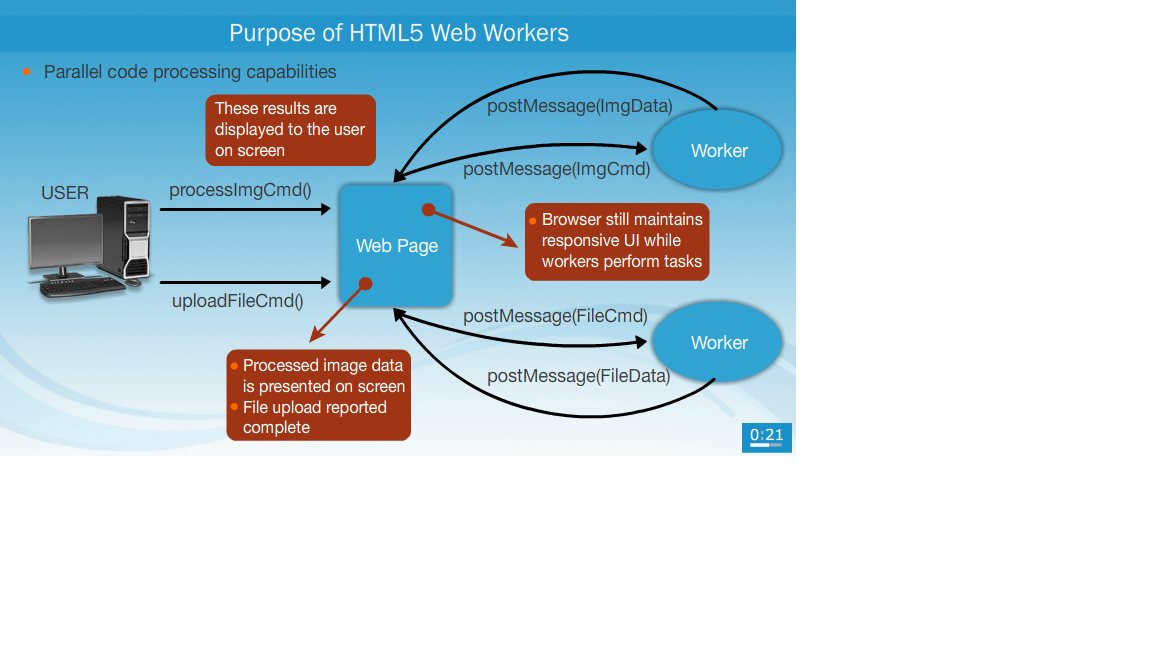 Purpose of HTML5 Web Workers
• Parallel code processing capabilities
These results are
displayed to the user
on screen
postMessage(ImgData)
Worker
postMessage(ImgCmd)
USER
processImgCmd()
Web Page
• Browser still maintains
responsive UI while
workers perform tasks
uploadFileCmd()
postMessage(FileCmd)
Worker
postMessage(FileData)
• Processed image data
is presented on screen
• File upload reported
complete
0:21